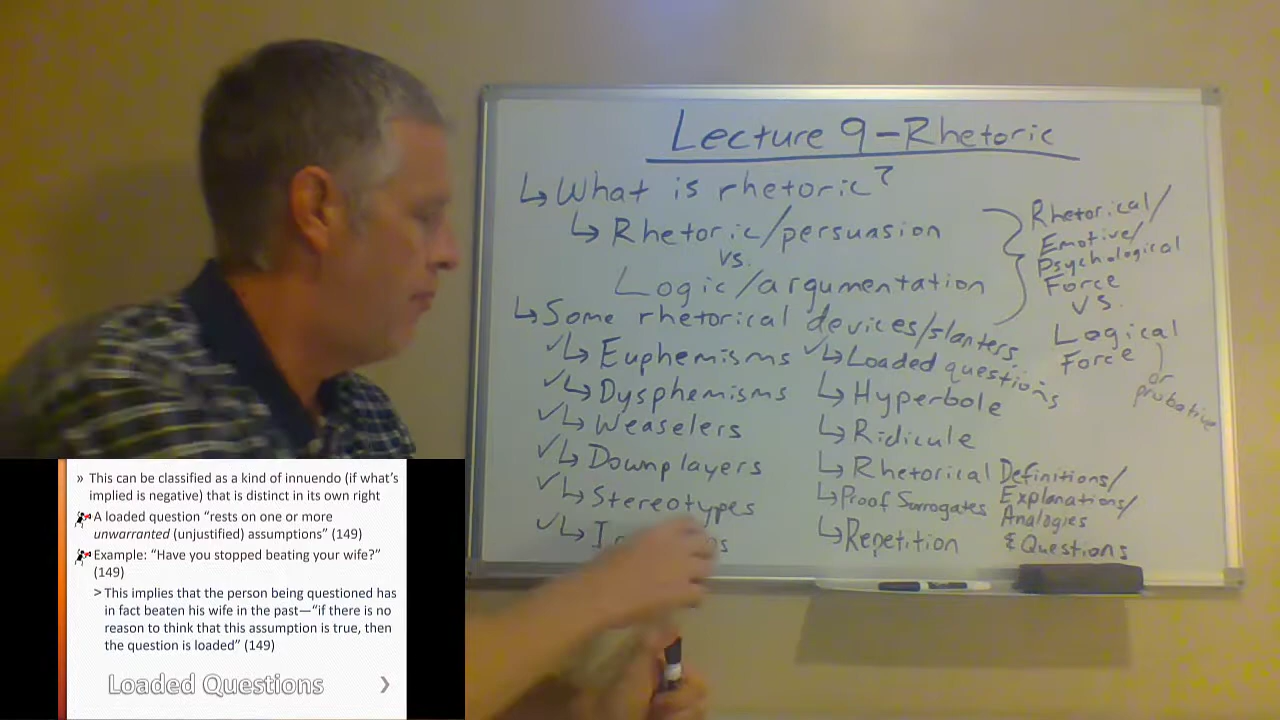 Lecture 9 - Rhetoric
↳ What is rhetoric?
↳ Rhetoric/persuasion
vs.
Logic/argumentation
Rhetorical/
Emotive/
Psychological
Force
vs.
Logical
Force
or
probative
↳ Some rhetorical devices/slanters
✓↳ Euphemisms
✓↳ Dysphemisms
✓↳ Weaselers
✓↳ Downplayers
✓↳ Stereotypes
✓↳
✓↳ Loaded questions
↳ Hyperbole
↳ Ridicule
↳ Rhetorical Definitions/
Explanations/
Analogies
& Questions
↳ Proof Surrogates
↳ Repetition
» This can be classified as a kind of innuendo (if what's
implied is negative) that is distinct in its own right
A loaded question "rests on one or more
unwarranted (unjustified) assumptions" (149)
Example: "Have you stopped beating your wife?"
(149)
> This implies that the person being questioned has
in fact beaten his wife in the past—"if there is no
reason to think that this assumption is true, then
the question is loaded" (149)
Loaded Questions